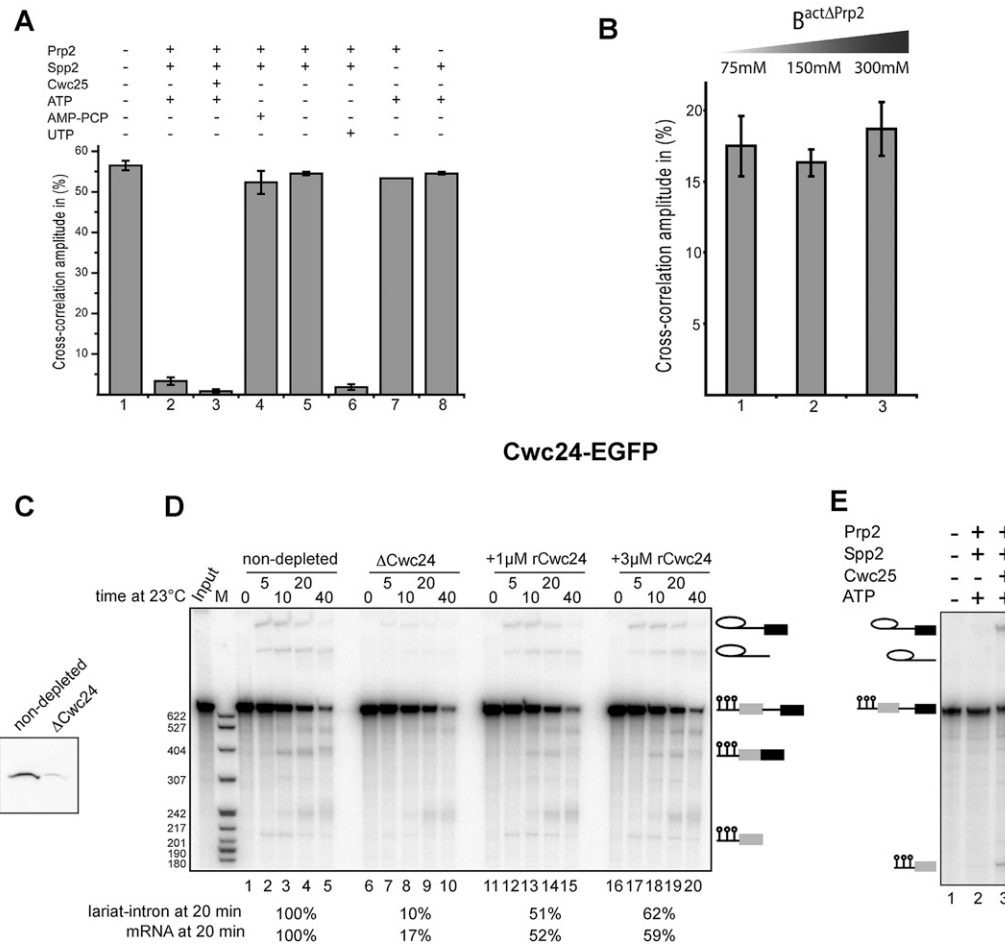 A
Prp2 - + + + + + + -
Spp2 - + + + + + - +
Cwc25 - - + - - - - -
ATP - + + - - - + +
AMP-PCP - - - + - - - -
UTP - - - - - + - -
Cross-correlation amplitude in (%)
60
50
40
30
20
10
1 2 3 4 5 6 7 8
B
BactΔPrp2
75mM 150mM 300mM
Cross-correlation amplitude in (%)
20
15
10
5
1 2 3
Cwc24-EGFP
C
non-depleted
ΔCwc24
D
non-depleted ΔCwc24 +1µM rCwc24 +3µM rCwc24
5 20 5 20 5 20 5 20
time at 23°C Input M 0 10 40 0 10 40 0 10 40 0 10 40
622
527
404
307
242
217
201
190
180
1 2 3 4 5 6 7 8 9 10 11 12 13 14 15 16 17 18 19 20
lariat-intron at 20 min 100% 10% 51% 62%
mRNA at 20 min 100% 17% 52% 59%
E
Prp2 - + +
Spp2 - + +
Cwc25 - - +
ATP - + +
1 2 3